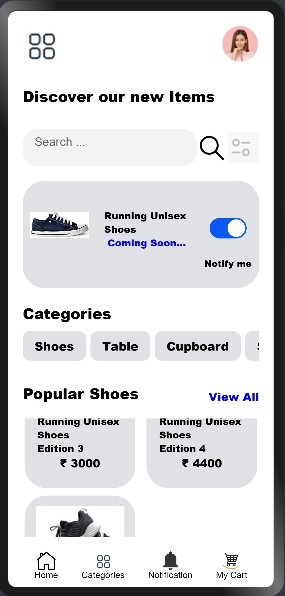 Discover our new Items
Search ...
Running Unisex
Shoes
Coming Soon...
Notify me
Categories
Shoes
Table
Cupboard
Popular Shoes
View All
Running Unisex
Shoes
Edition 3
₹ 3000
Running Unisex
Shoes
Edition 4
₹ 4400
Home
Categories
Notification
My Cart